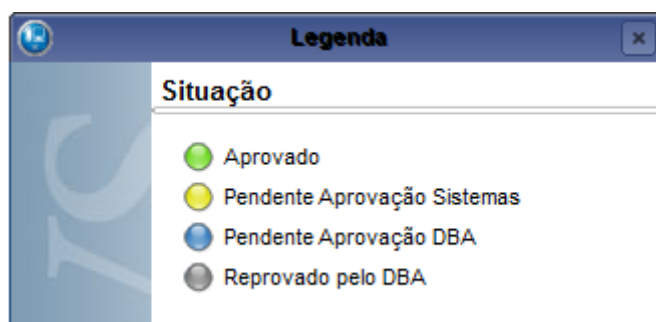 Legenda
Situação
Aprovado
Pendente Aprovação Sistemas
Pendente Aprovação DBA
Reprovado pelo DBA